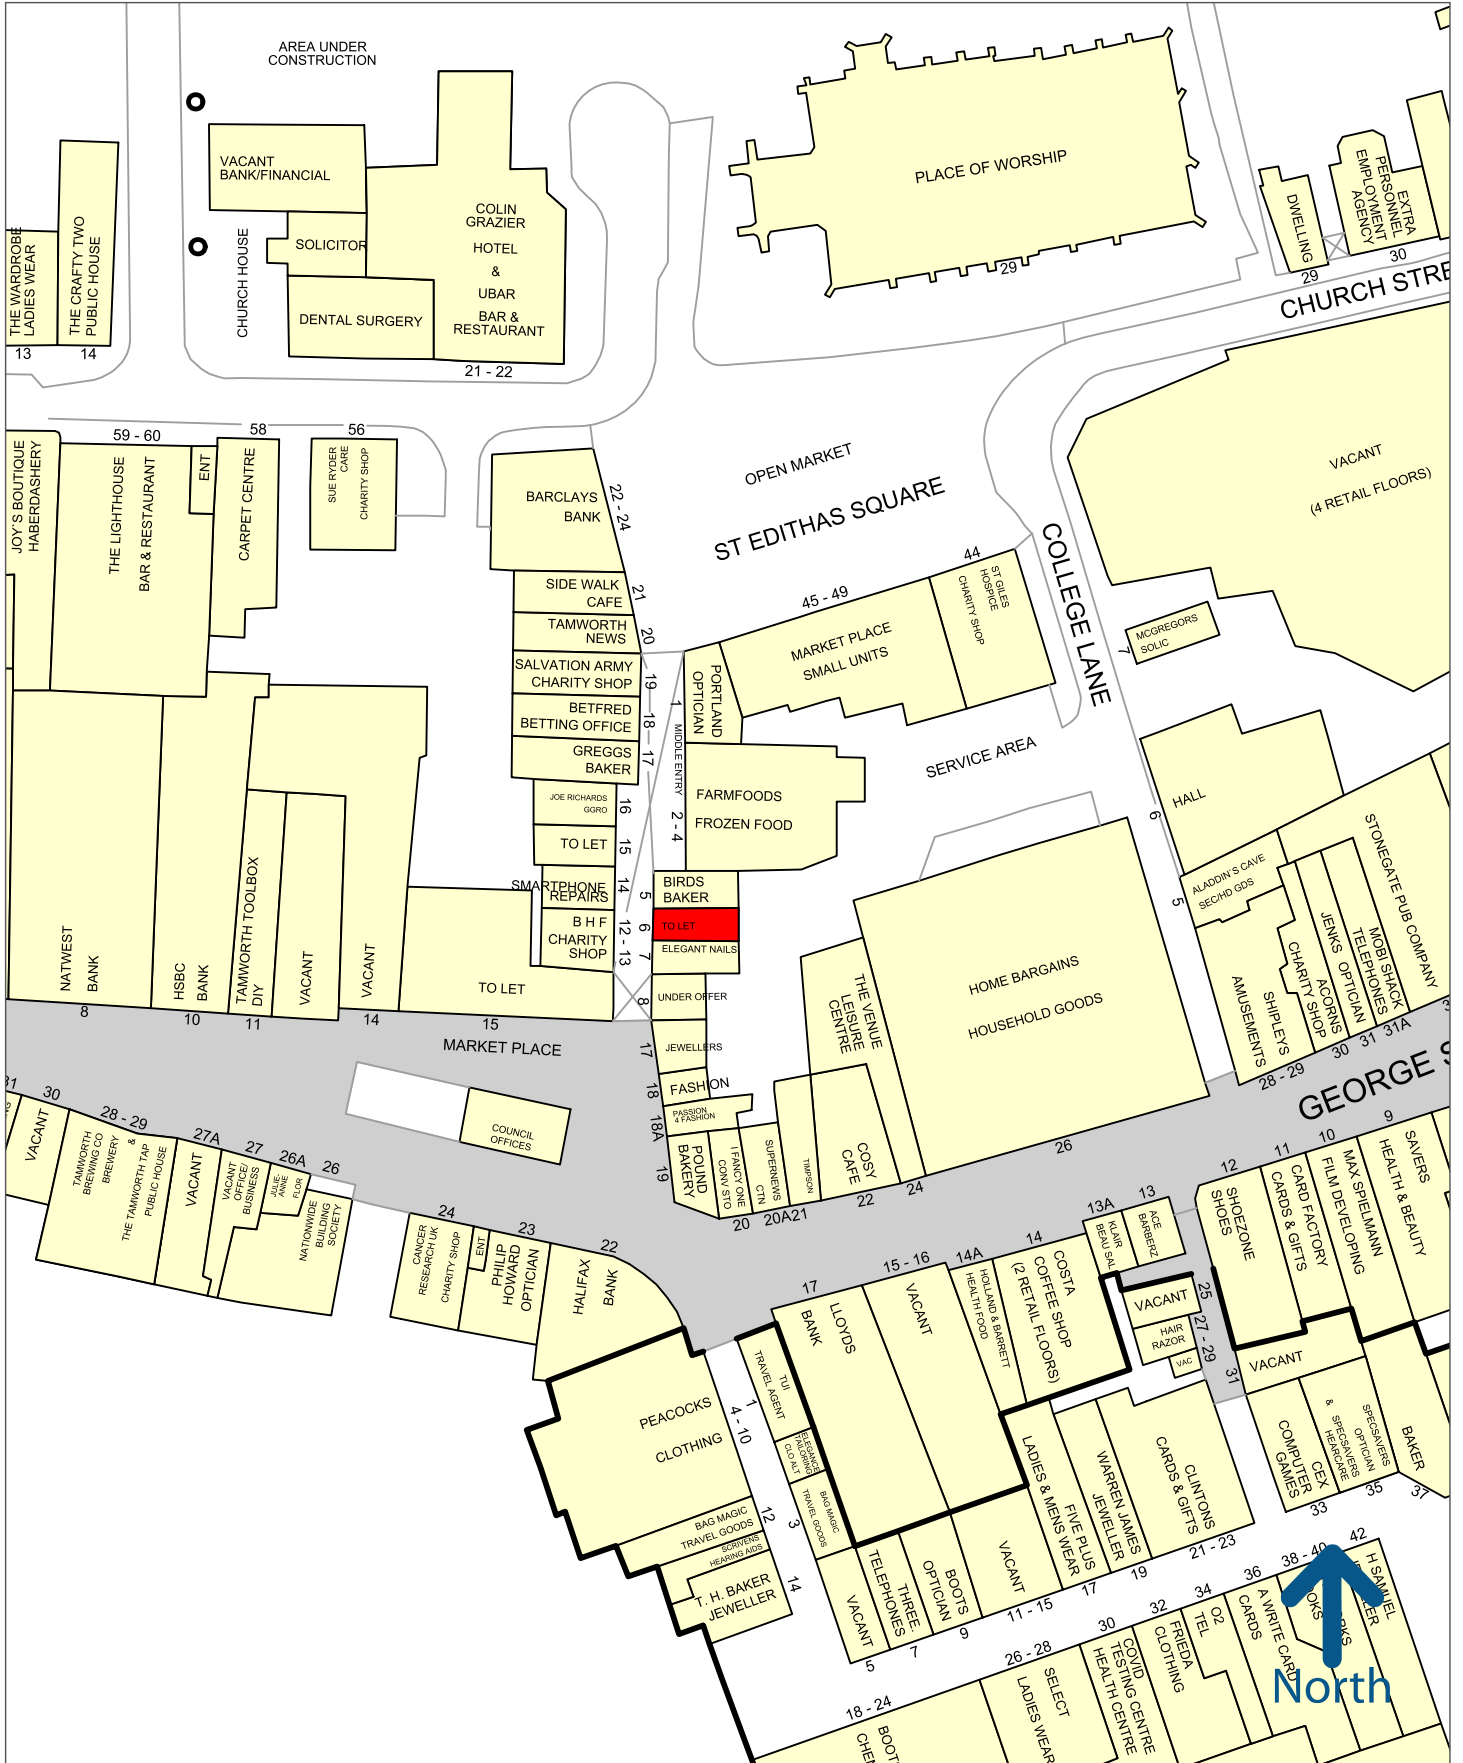 AREA UNDER
CONSTRUCTION
VACANT
BANK/FINANCIAL
SOLICITOR
DENTAL SURGERY
CHURCH HOUSE
COLIN
GRAZIER
HOTEL
&
UBAR
BAR &
RESTAURANT
21 - 22
THE WARDROBE
LADIES WEAR
13
THE CRAFTY TWO
PUBLIC HOUSE
14
PLACE OF WORSHIP
29
DWELLING
29
EXTRA
PERSONNEL
EMPLOYMENT
AGENCY
30
CHURCH STRE
JOY`S BOUTIQUE
HABERDASHERY
59 - 60
THE LIGHTHOUSE
BAR & RESTAURANT
ENT
58
CARPET CENTRE
56
SUE RYDER
CARE
CHARITY SHOP
BARCLAYS
BANK
22 - 24
SIDE WALK
CAFE
21
TAMWORTH
NEWS
20
SALVATION ARMY
CHARITY SHOP
19
BETFRED
BETTING OFFICE
18
GREGGS
BAKER
17
JOE RICHARDS
GGRO
16
TO LET
15
SMARTPHONE
REPAIRS
14
B H F
CHARITY
SHOP
12 - 13
OPEN MARKET
ST EDITHAS SQUARE
COLLEGE LANE
VACANT
(4 RETAIL FLOORS)
45 - 49
MARKET PLACE
SMALL UNITS
44
ST GILES
HOSPICE
CHARITY SHOP
MCGREGORS
SOLIC
7
PORTLAND
OPTICIAN
1
MIDDLE ENTRY
2 - 4
FARMFOODS
FROZEN FOOD
SERVICE AREA
BIRDS
BAKER
5
TO LET
6
ELEGANT NAILS
7
UNDER OFFER
8
JEWELLERS
17
FASHION
18
PASSION
4 FASHION
18A
POUND
BAKERY
19
I FANCY ONE
CONV STO
20
SUPERNEWS
CTN
20A
TIMPSON
21
COSY
CAFE
22
24
THE VENUE
LEISURE
CENTRE
HOME BARGAINS
HOUSEHOLD GOODS
26
HALL
6
ALADDIN`S CAVE
SEC/HD GDS
5
STONEGATE PUB COMPANY
MOBI SHACK
TELEPHONES
JENKS OPTICIAN
ACORNS
CHARITY SHOP
SHIPLEYS
AMUSEMENTS
28 - 29
30
31
31A
GEORGE S
NATWEST
BANK
8
HSBC
BANK
10
TAMWORTH TOOLBOX
DIY
11
VACANT
VACANT
14
TO LET
15
MARKET PLACE
COUNCIL
OFFICES
VACANT
30
28 - 29
TAMWORTH
BREWING CO
BREWERY
&
THE TAMWORTH TAP
PUBLIC HOUSE
27A
VACANT
27
VACANT
OFFICE/
BUSINESS
26A
JULIE-
ANNE
FLOR
26
NATIONWIDE
BUILDING
SOCIETY
24
CANCER
RESEARCH UK
CHARITY SHOP
ENT
23
PHILIP
HOWARD
OPTICIAN
22
HALIFAX
BANK
17
LLOYDS
BANK
15 - 16
VACANT
14A
HOLLAND & BARRETT
HEALTH FOOD
14
COSTA
COFFEE SHOP
(2 RETAIL FLOORS)
13A
KLAIR
BEAU SAL
13
ACE
BARBERZ
VACANT
25
HAIR
RAZOR
27 - 29
VAC
31
VACANT
12
SHOEZONE
SHOES
11
CARD FACTORY
CARDS & GIFTS
10
MAX SPIELMANN
FILM DEVELOPING
9
SAVERS
HEALTH & BEAUTY
PEACOCKS
CLOTHING
4 - 10
TUI
TRAVEL AGENT
1
ELEGANCE
TAILORING
CLO ALT
BAG MAGIC
TRAVEL GOODS
3
BAG MAGIC
TRAVEL GOODS
12
SCRIVENS
HEARING AIDS
T. H. BAKER
JEWELLER
14
VACANT
5
THREE.
TELEPHONES
7
BOOTS
OPTICIAN
9
VACANT
11 - 15
FIVE PLUS
LADIES & MENS WEAR
17
WARREN JAMES
JEWELLER
19
CLINTONS
CARDS & GIFTS
21 - 23
CEX
COMPUTER
GAMES
33
SPECSAVERS
OPTICIAN
&
SPECSAVERS
HEARCARE
35
BAKER
37
18 - 24
BOOT
CHEM
26 - 28
SELECT
LADIES WEAR
30
COVID
TESTING CENTRE
HEALTH CENTRE
32
FRIEDA
CLOTHING
34
O2
TEL
36
A WRITE CARD
CARDS
38 - 40
42
H SAMUEL
North